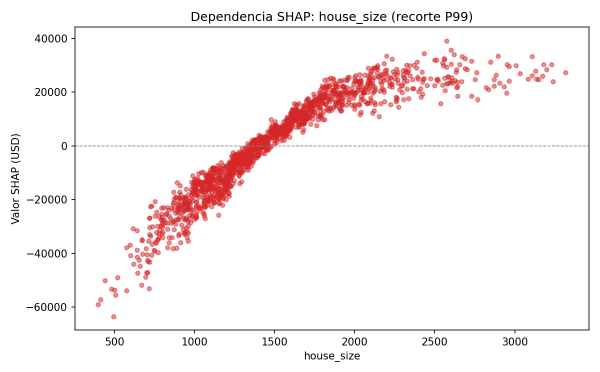 Dependencia SHAP: house_size (recorte P99)
Valor SHAP (USD)
40000
20000
0
−20000
−40000
−60000
500 1000 1500 2000 2500 3000
house_size